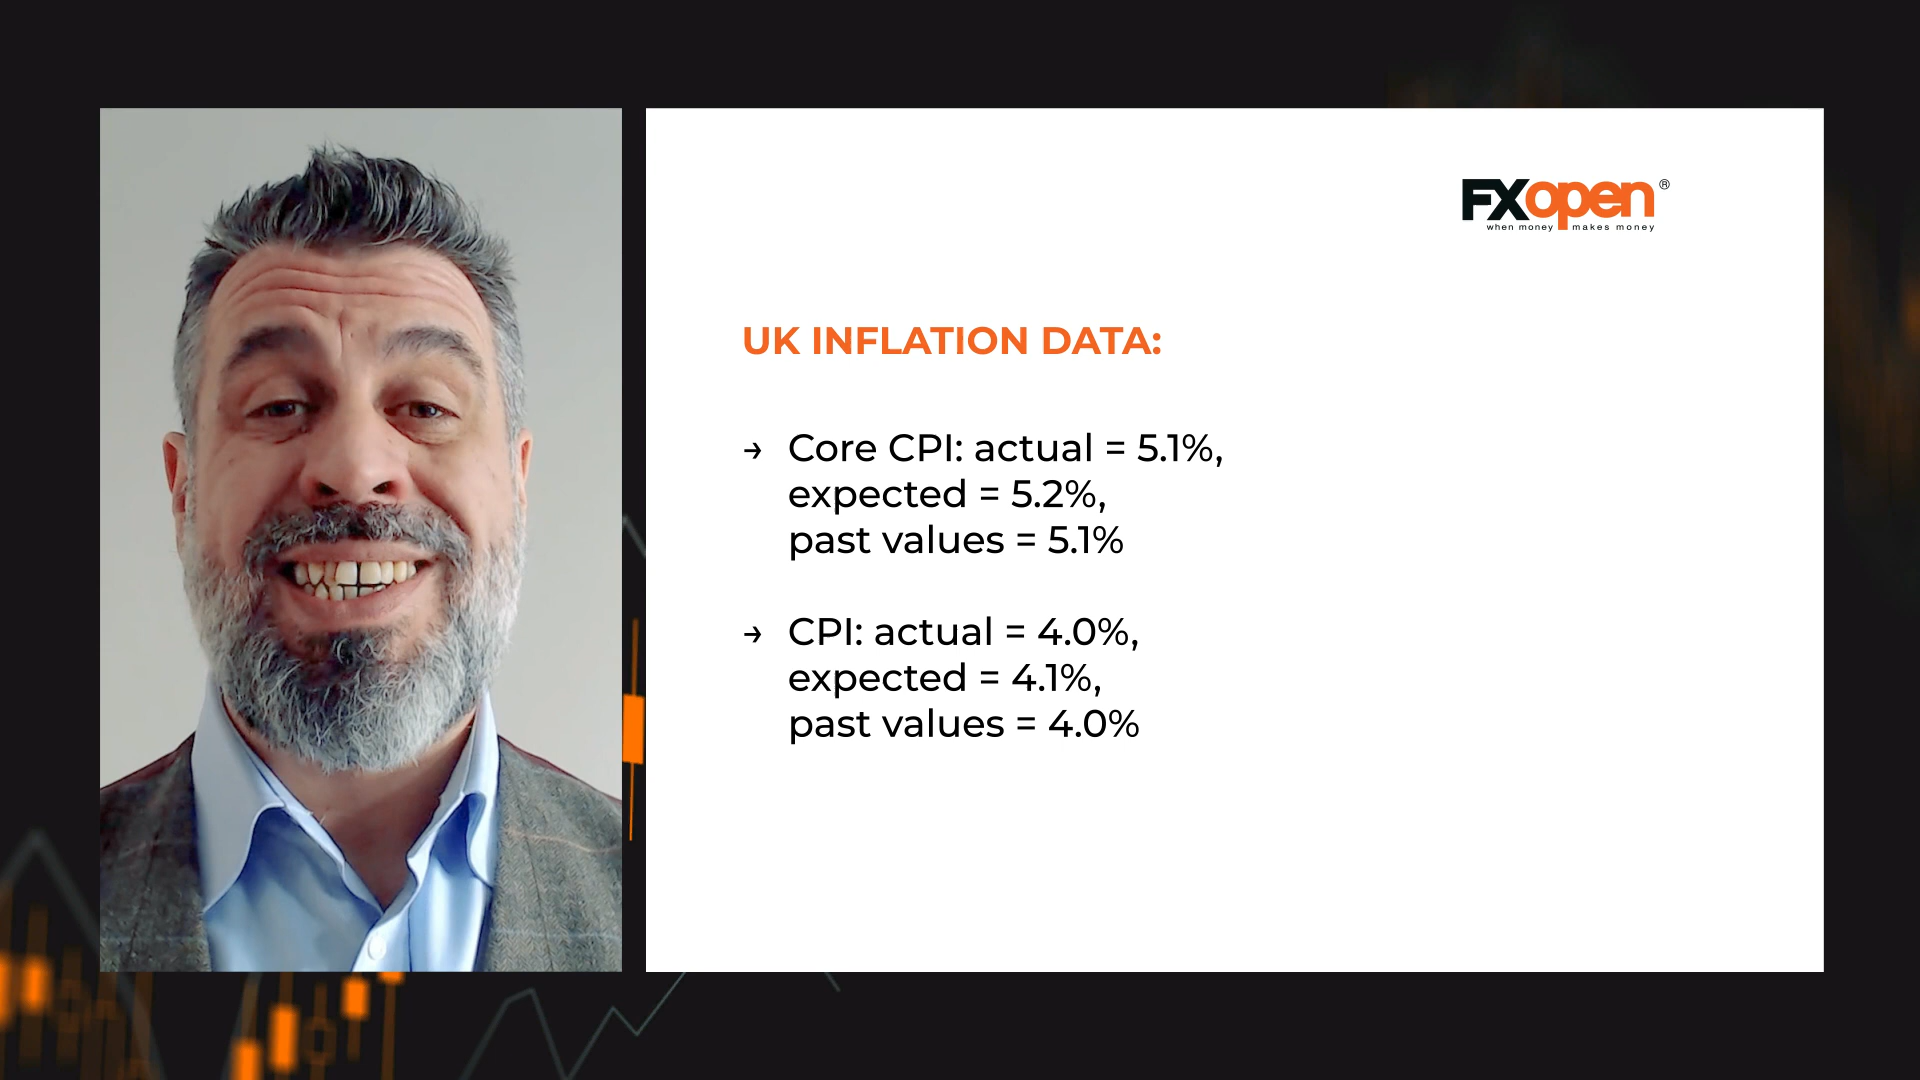 FXopen®
when money makes money
UK INFLATION DATA:
→ Core CPI: actual = 5.1%,
expected = 5.2%,
past values = 5.1%
→ CPI: actual = 4.0%,
expected = 4.1%,
past values = 4.0%